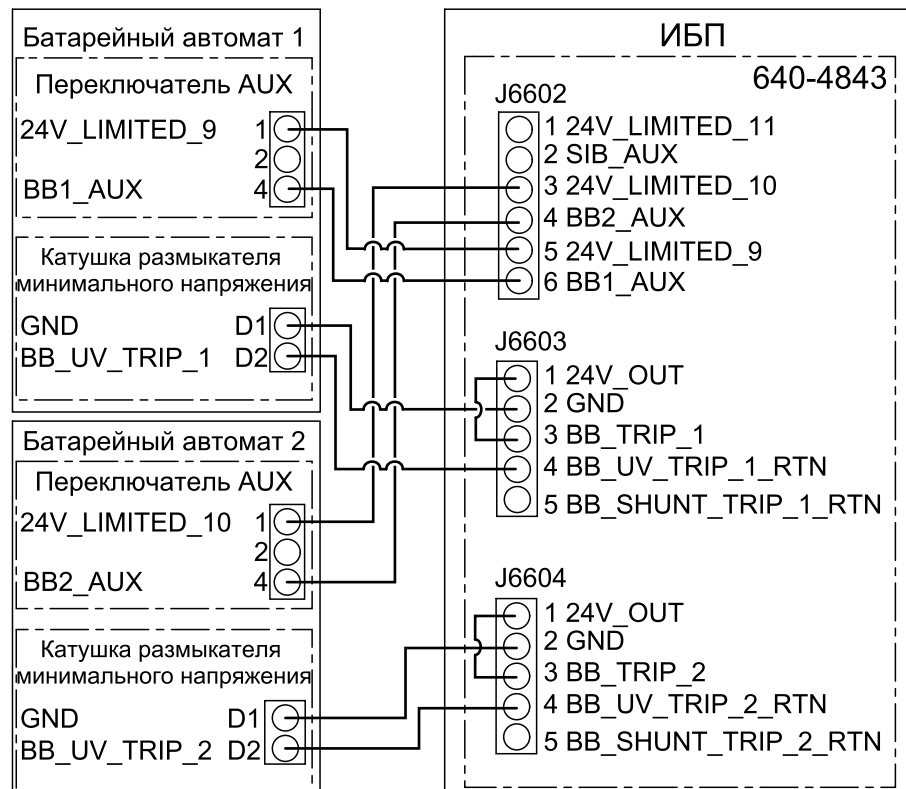 Батарейный автомат 1
Переключатель AUX
24V_LIMITED_9 1
2
BB1_AUX 4
Катушка размыкателя
минимального напряжения
GND D1
BB_UV_TRIP_1 D2
Батарейный автомат 2
Переключатель AUX
24V_LIMITED_10 1
2
BB2_AUX 4
Катушка размыкателя
минимального напряжения
GND D1
BB_UV_TRIP_2 D2
ИБП
640-4843
J6602
1 24V_LIMITED_11
2 SIB_AUX
3 24V_LIMITED_10
4 BB2_AUX
5 24V_LIMITED_9
6 BB1_AUX
J6603
1 24V_OUT
2 GND
3 BB_TRIP_1
4 BB_UV_TRIP_1_RTN
5 BB_SHUNT_TRIP_1_RTN
J6604
1 24V_OUT
2 GND
3 BB_TRIP_2
4 BB_UV_TRIP_2_RTN
5 BB_SHUNT_TRIP_2_RTN